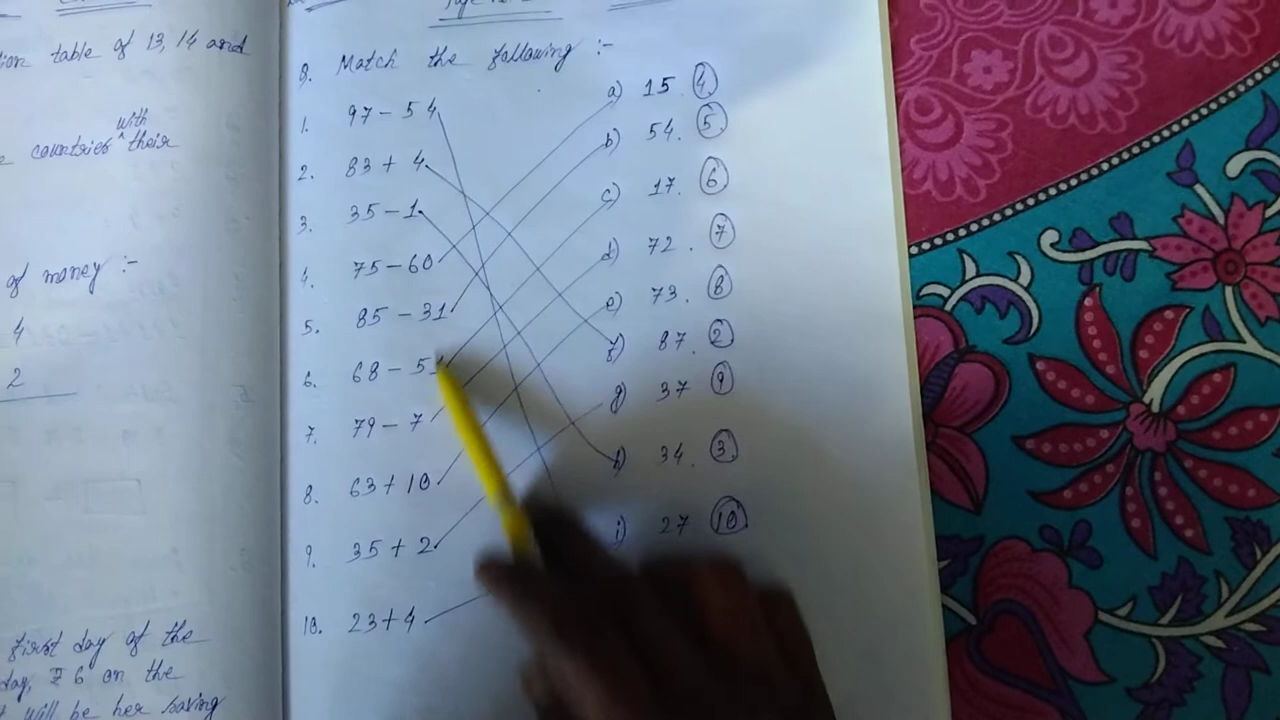 tion table of 13, 14 and
with
countries their
of money :-
4
2
first day of the
day, ₹ 6 on the
will be her saving
Q. Match the following :-
1. 97 - 54 a) 15. 4.
2. 83 + 4 b) 54. 5.
3. 35 - 1 c) 17. 6
4. 75 - 60 d) 72. 7
5. 85 - 31 e) 73. 8
6. 68 - 51 f) 87. 2.
7. 79 - 7 g) 37 9
8. 63 + 10 h) 34. 3.
9. 35 + 2 i) 27 10
10. 23 + 4